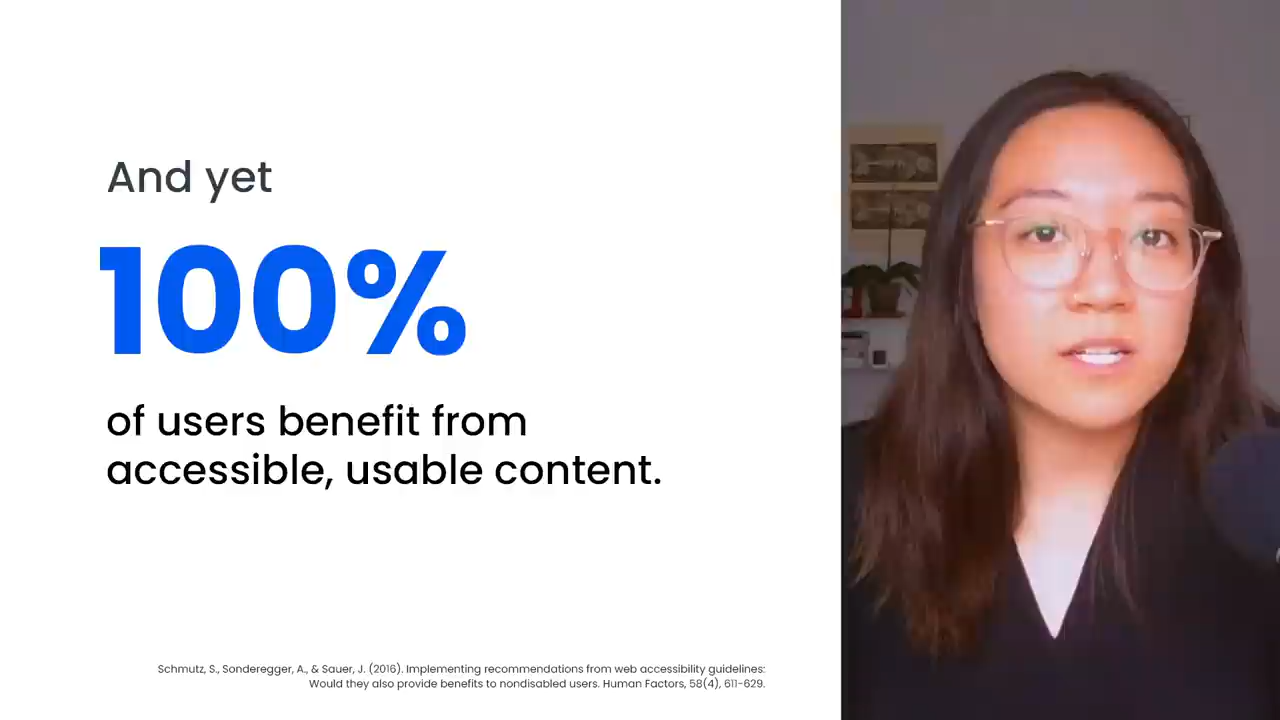 And yet
100%
of users benefit from
accessible, usable content.
Schmutz, S., Sonderegger, A., & Sauer, J. (2016). Implementing recommendations from web accessibility guidelines:
Would they also provide benefits to nondisabled users. Human Factors, 58(4), 611-629.